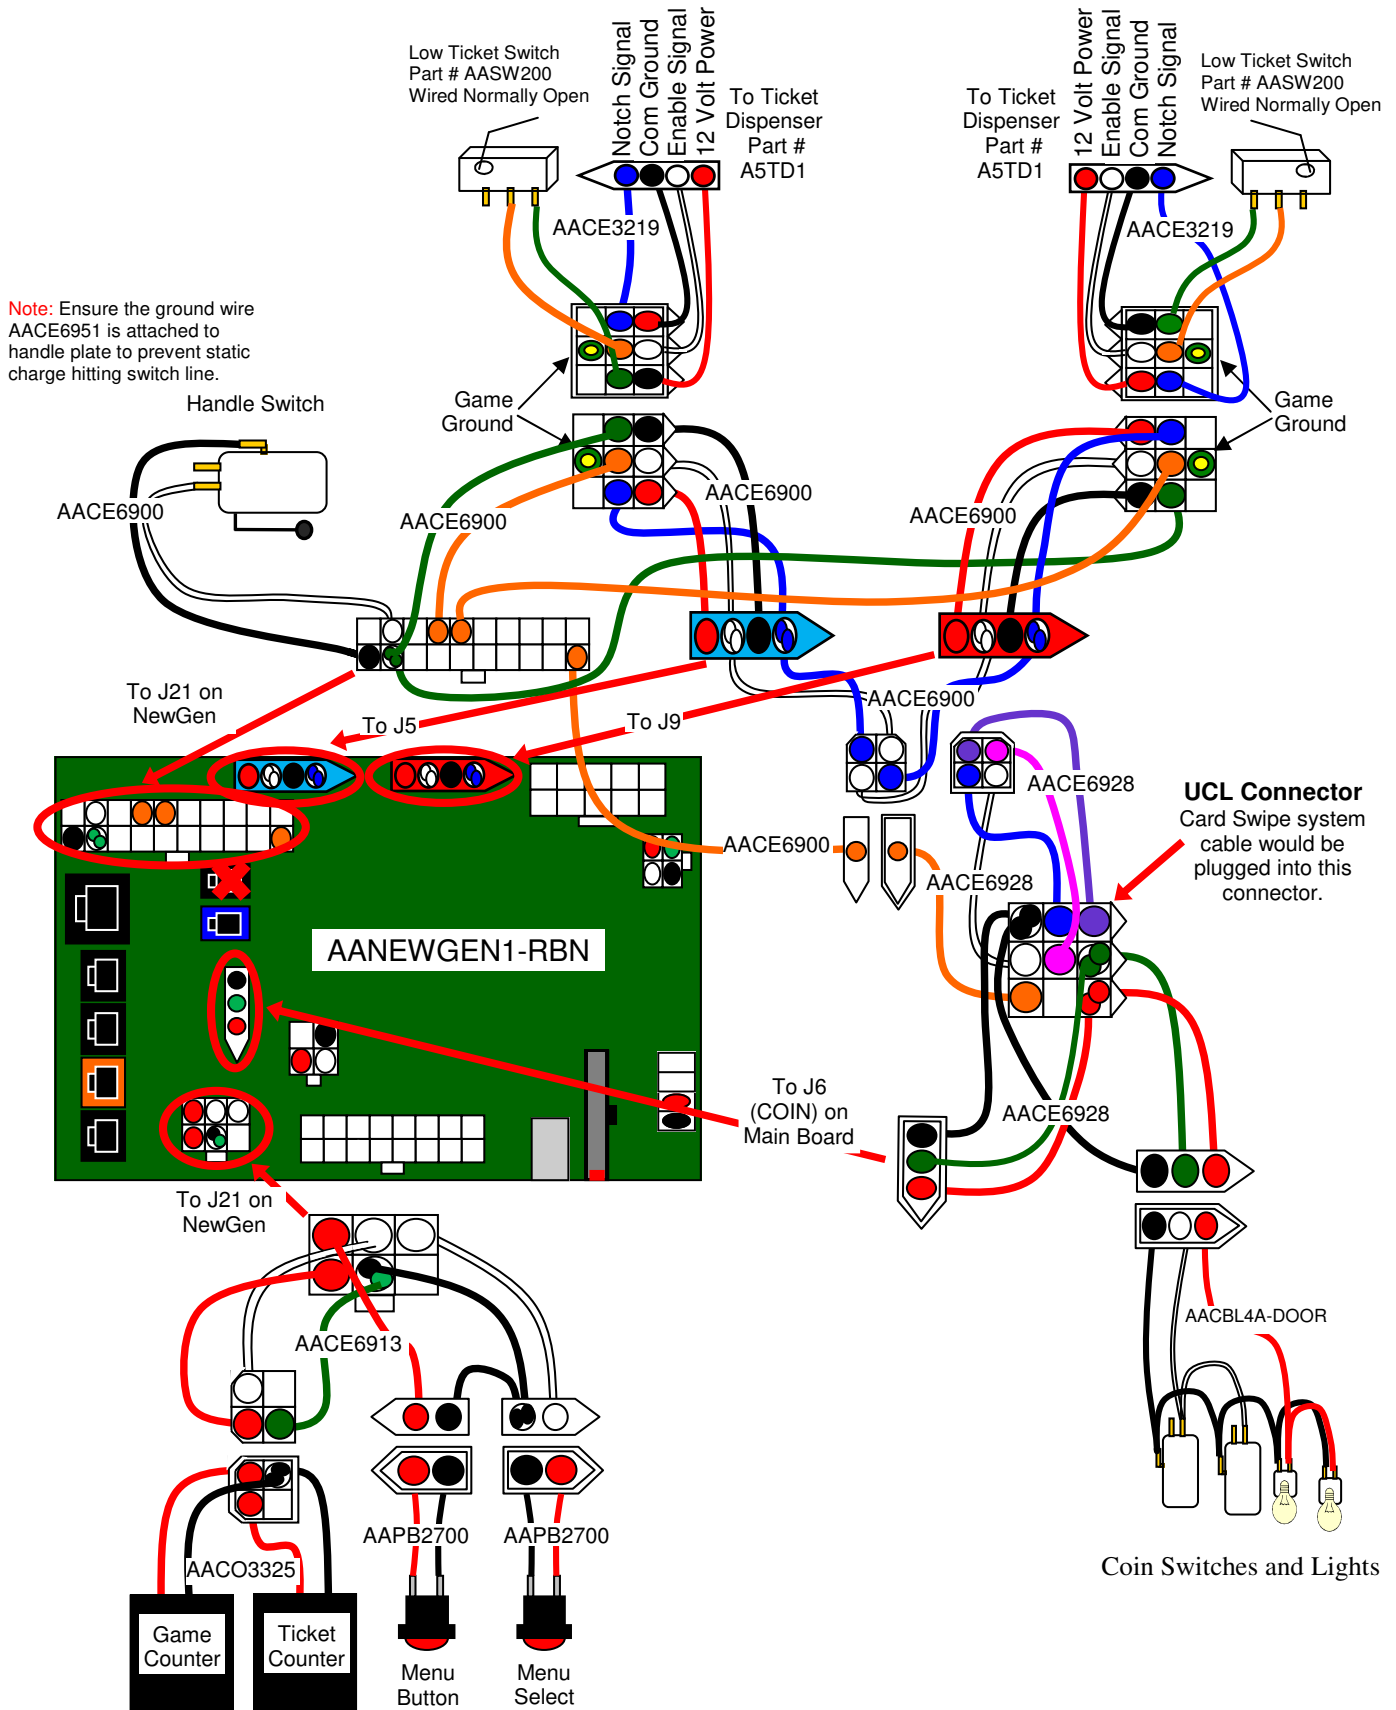 Low Ticket Switch
Part # AASW200
Wired Normally Open
Notch Signal
Com Ground
Enable Signal
12 Volt Power
To Ticket
Dispenser
Part #
A5TD1
To Ticket
Dispenser
Part #
A5TD1
12 Volt Power
Enable Signal
Com Ground
Notch Signal
Low Ticket Switch
Part # AASW200
Wired Normally Open
AACE3219
AACE3219
Note: Ensure the ground wire
AACE6951 is attached to
handle plate to prevent static
charge hitting switch line.
Handle Switch
Game
Ground
Game
Ground
AACE6900
AACE6900
AACE6900
AACE6900
To J21 on
NewGen
To J5
To J9
AACE6900
AACE6928
UCL Connector
Card Swipe system
cable would be
plugged into this
connector.
AACE6900
AACE6928
AANEWGEN1-RBN
To J6
(COIN) on
Main Board
AACE6928
To J21 on
NewGen
AACE6913
AACBL4A-DOOR
AAPB2700
AAPB2700
AACO3325
Coin Switches and Lights
Game
Counter
Ticket
Counter
Menu
Button
Menu
Select